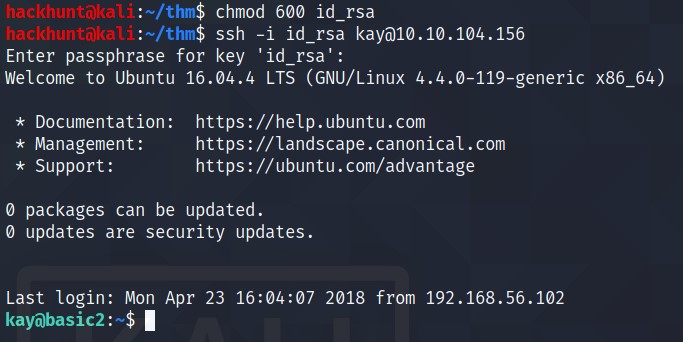 hackhunt@kali:~/thm$ chmod 600 id_rsa
hackhunt@kali:~/thm$ ssh -i id_rsa kay@10.10.104.156
Enter passphrase for key 'id_rsa':
Welcome to Ubuntu 16.04.4 LTS (GNU/Linux 4.4.0-119-generic x86_64)

 * Documentation:  https://help.ubuntu.com
 * Management:     https://landscape.canonical.com
 * Support:        https://ubuntu.com/advantage

0 packages can be updated.
0 updates are security updates.

Last login: Mon Apr 23 16:04:07 2018 from 192.168.56.102
kay@basic2:~$